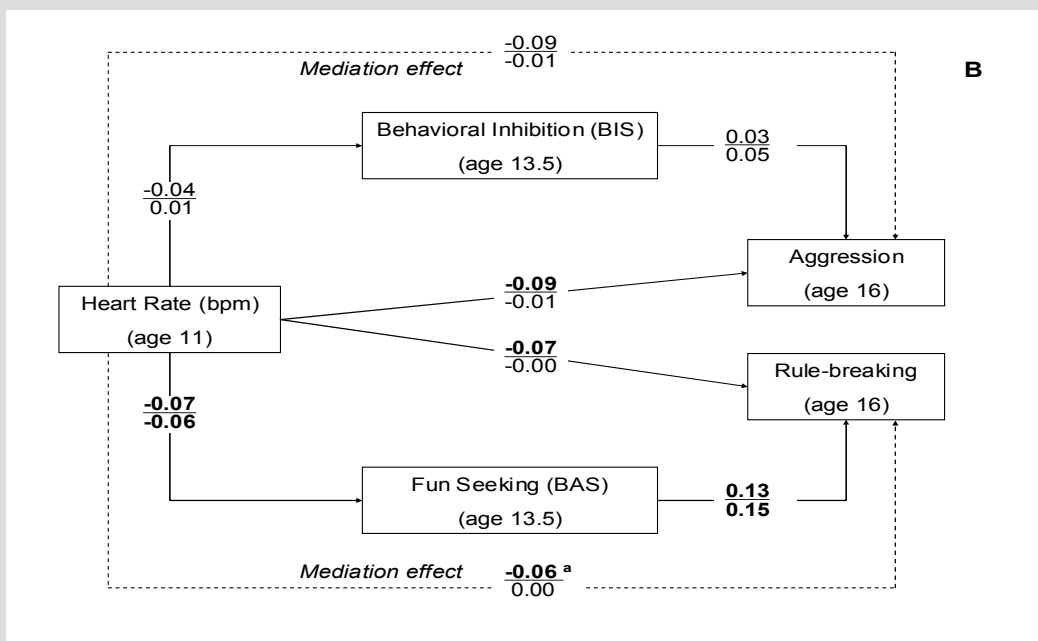 -0.09
-0.01
Mediation effect
B
Behavioral Inhibition (BIS)
(age 13.5)
0.03
0.05
-0.04
0.01
Aggression
(age 16)
-0.09
-0.01
Heart Rate (bpm)
(age 11)
-0.07
-0.00
Rule-breaking
(age 16)
-0.07
-0.06
Fun Seeking (BAS)
(age 13.5)
0.13
0.15
Mediation effect
-0.06 a
0.00